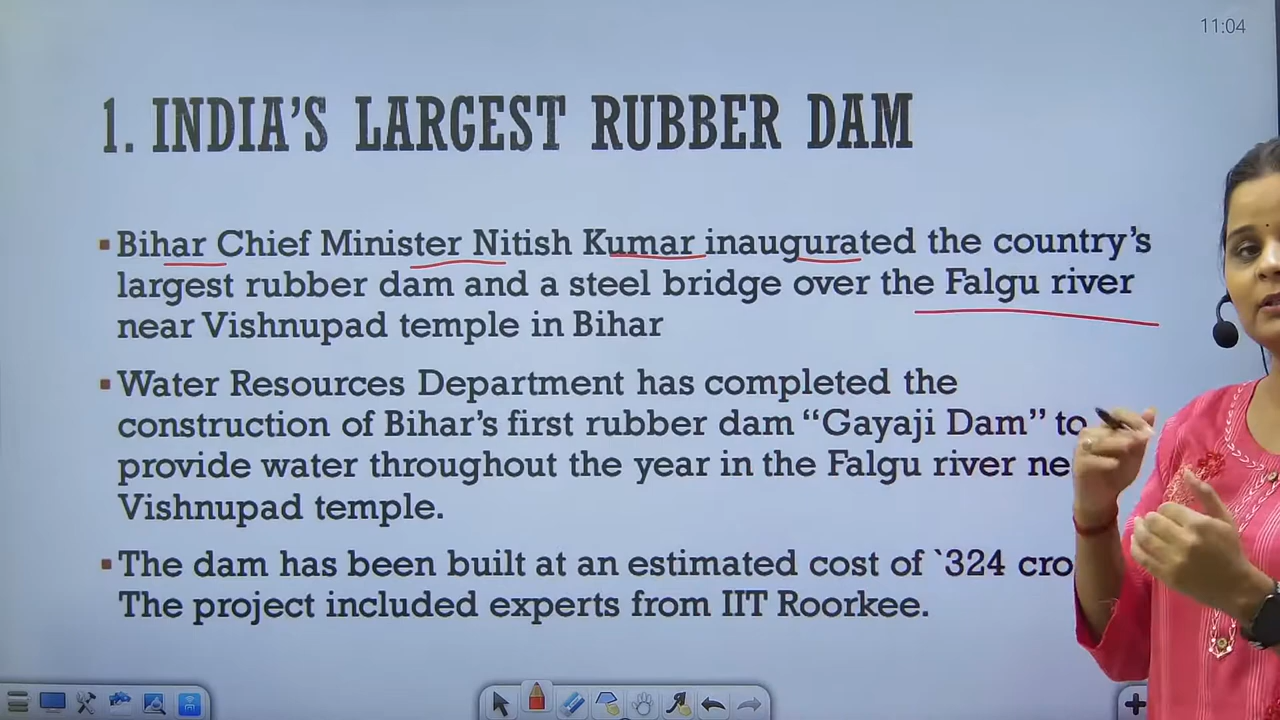 11:04
1. INDIA'S LARGEST RUBBER DAM
▪Bihar Chief Minister Nitish Kumar inaugurated the country's
largest rubber dam and a steel bridge over the Falgu river
near Vishnupad temple in Bihar
▪Water Resources Department has completed the
construction of Bihar's first rubber dam “Gayaji Dam” to
provide water throughout the year in the Falgu river
Vishnupad temple.
▪The dam has been built at an estimated cost of `324
The project included experts from IIT Roorkee.